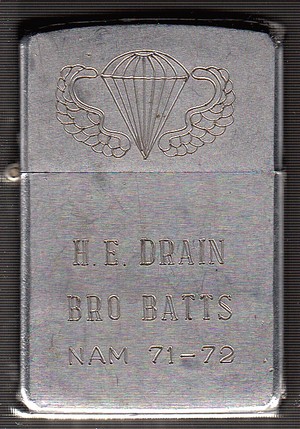 H.E. DRAIN
BRO BATTS
NAM 71-72